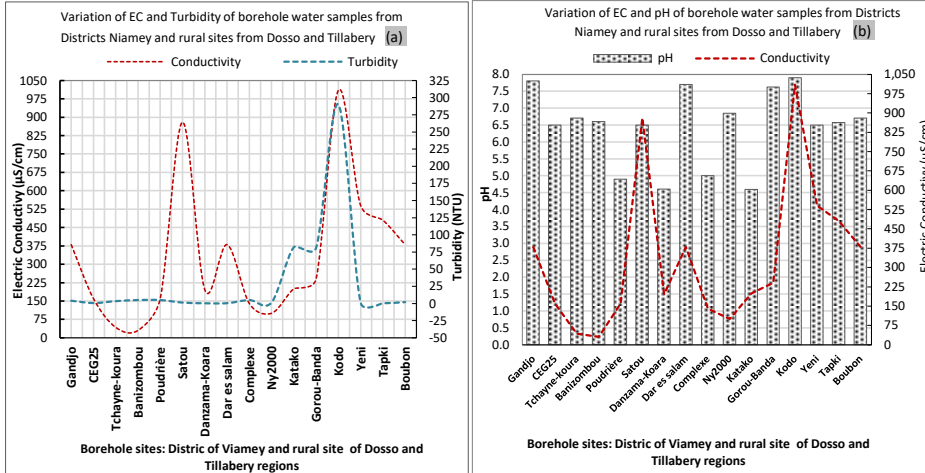 Variation of EC and Turbidity of borehole water samples from
Districts Niamey and rural sites from Dosso and Tillabery (a)
Conductivity
Turbidity
Electric Conductivy (µS/cm)
1050
975
900
825
750
675
600
525
450
375
300
225
150
75
0
325
300
275
250
225
200
175
150
125
100
75
50
25
0
-25
-50
Turbidity (NTU)
Gandjo
CEG25
Tchayne-koura
Banizombou
Poudrière
Satou
Danzama-Koara
Dar es salam
Complexe
Ny2000
Katako
Gorou-Banda
Kodo
Yeni
Tapki
Boubon
Borehole sites: Distric of Viamey and rural site of Dosso and
Tillabery regions
Variation of EC and pH of borehole water samples from Districts
Niamey and rural sites from Dosso and Tillabery (b)
pH
Conductivity
pH
8.0
7.5
7.0
6.5
6.0
5.5
5.0
4.5
4.0
3.5
3.0
2.5
2.0
1.5
1.0
0.5
0.0
1,050
975
900
825
750
675
600
525
450
375
300
225
150
75
0
Electric Conductivy (µS/cm)
Gandjo
CEG25
Tchayne-koura
Banizombou
Poudrière
Satou
Danzama-Koara
Dar es salam
Complexe
Ny2000
Katako
Gorou-Banda
Kodo
Yeni
Tapki
Boubon
Borehole sites: Distric of Viamey and rural site of Dosso and
Tillabery regions